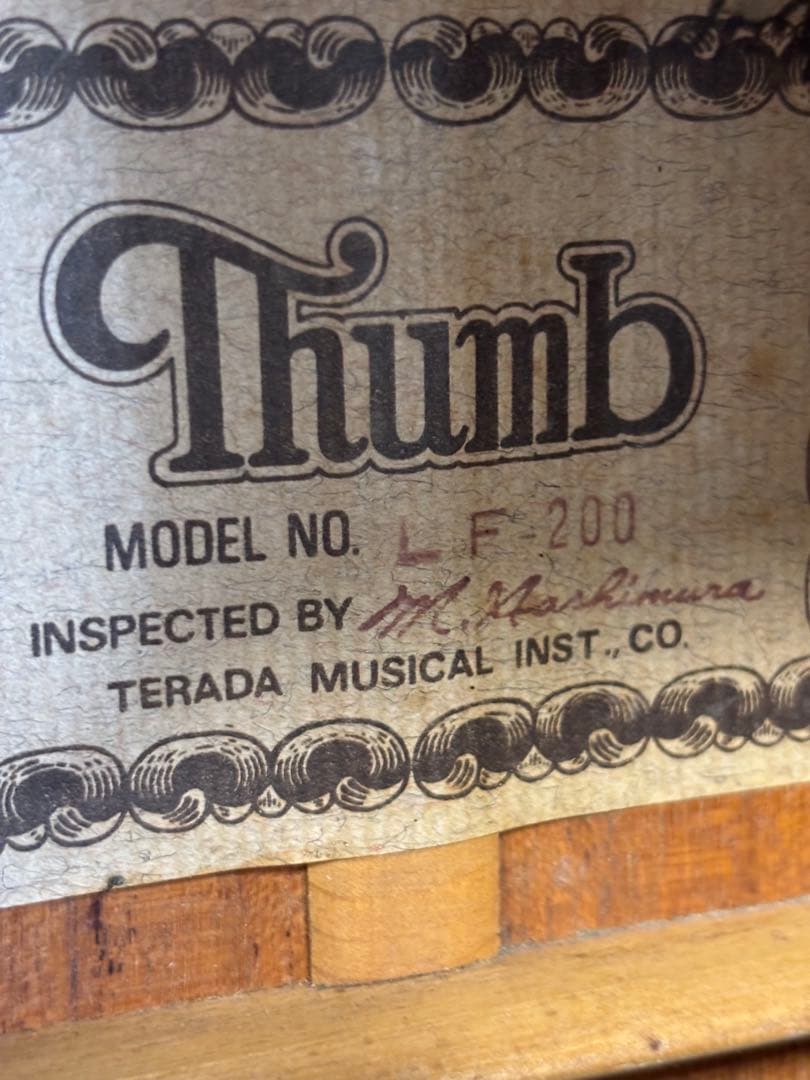 Thumb
MODEL NO. LF-200
INSPECTED BY M. Hashimura
TERADA MUSICAL INST., CO.